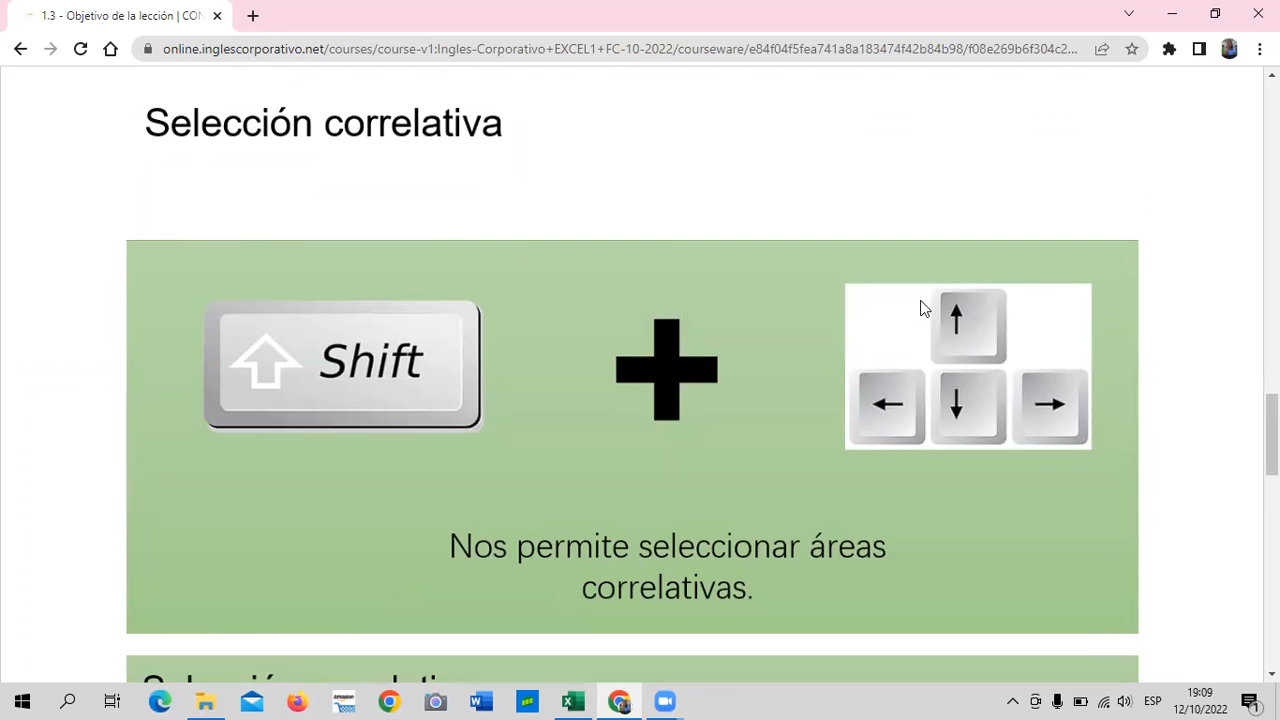 1.3 - Objetivo de la lección | CON
online.inglescorporativo.net/courses/course-v1:Ingles-Corporativo+EXCEL1+FC-10-2022/courseware/e84f04f5fea741a8a183474f42b84b98/f08e269b6f304c2...
Selección correlativa
Shift
Nos permite seleccionar áreas
correlativas.
ESP
19:09
12/10/2022